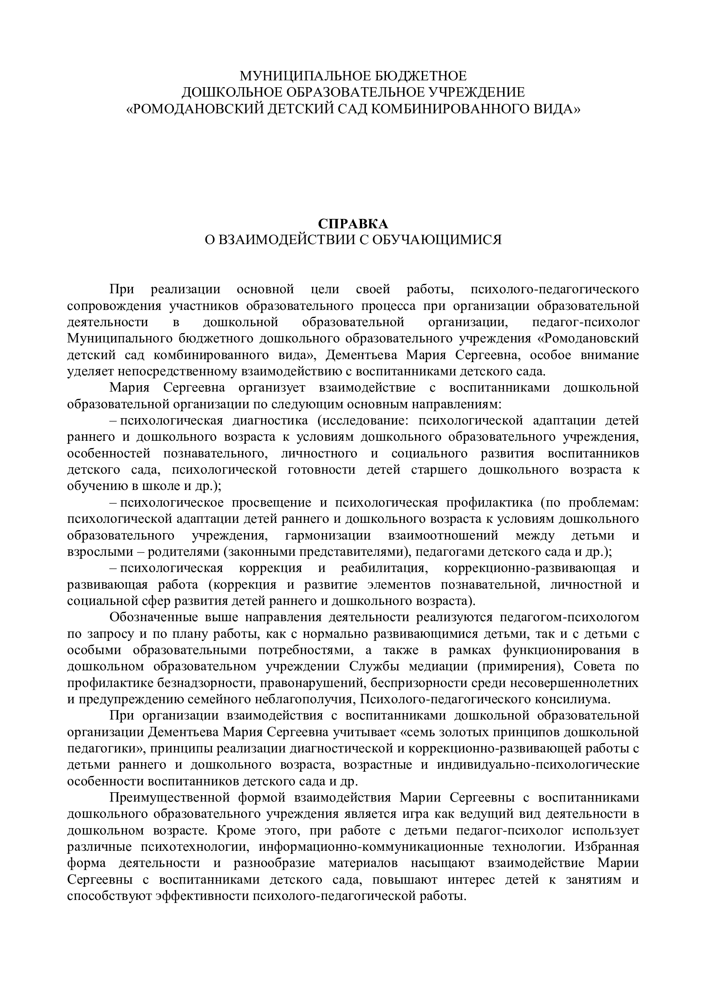 МУНИЦИПАЛЬНОЕ БЮДЖЕТНОЕ
ДОШКОЛЬНОЕ ОБРАЗОВАТЕЛЬНОЕ УЧРЕЖДЕНИЕ
«РОМОДАНОВСКИЙ ДЕТСКИЙ САД КОМБИНИРОВАННОГО ВИДА»
СПРАВКА
О ВЗАИМОДЕЙСТВИИ С ОБУЧАЮЩИМИСЯ
При реализации основной цели своей работы, психолого-педагогического
сопровождения участников образовательного процесса при организации образовательной
деятельности в дошкольной образовательной организации, педагог-психолог
Муниципального бюджетного дошкольного образовательного учреждения «Ромодановский
детский сад комбинированного вида», Дементьева Мария Сергеевна, особое внимание
уделяет непосредственному взаимодействию с воспитанниками детского сада.
Мария Сергеевна организует взаимодействие с воспитанниками дошкольной
образовательной организации по следующим основным направлениям:
– психологическая диагностика (исследование: психологической адаптации детей
раннего и дошкольного возраста к условиям дошкольного образовательного учреждения,
особенностей познавательного, личностного и социального развития воспитанников
детского сада, психологической готовности детей старшего дошкольного возраста к
обучению в школе и др.);
– психологическое просвещение и психологическая профилактика (по проблемам:
психологической адаптации детей раннего и дошкольного возраста к условиям дошкольного
образовательного учреждения, гармонизации взаимоотношений между детьми и
взрослыми – родителями (законными представителями), педагогами детского сада и др.);
– психологическая коррекция и реабилитация, коррекционно-развивающая и
развивающая работа (коррекция и развитие элементов познавательной, личностной и
социальной сфер развития детей раннего и дошкольного возраста).
Обозначенные выше направления деятельности реализуются педагогом-психологом
по запросу и по плану работы, как с нормально развивающимися детьми, так и с детьми с
особыми образовательными потребностями, а также в рамках функционирования в
дошкольном образовательном учреждении Службы медиации (примирения), Совета по
профилактике безнадзорности, правонарушений, беспризорности среди несовершеннолетних
и предупреждению семейного неблагополучия, Психолого-педагогического консилиума.
При организации взаимодействия с воспитанниками дошкольной образовательной
организации Дементьева Мария Сергеевна учитывает «семь золотых принципов дошкольной
педагогики», принципы реализации диагностической и коррекционно-развивающей работы с
детьми раннего и дошкольного возраста, возрастные и индивидуально-психологические
особенности воспитанников детского сада и др.
Преимущественной формой взаимодействия Марии Сергеевны с воспитанниками
дошкольного образовательного учреждения является игра как ведущий вид деятельности в
дошкольном возрасте. Кроме этого, при работе с детьми педагог-психолог использует
различные психотехнологии, информационно-коммуникационные технологии. Избранная
форма деятельности и разнообразие материалов насыщают взаимодействие Марии
Сергеевны с воспитанниками детского сада, повышают интерес детей к занятиям и
способствуют эффективности психолого-педагогической работы.